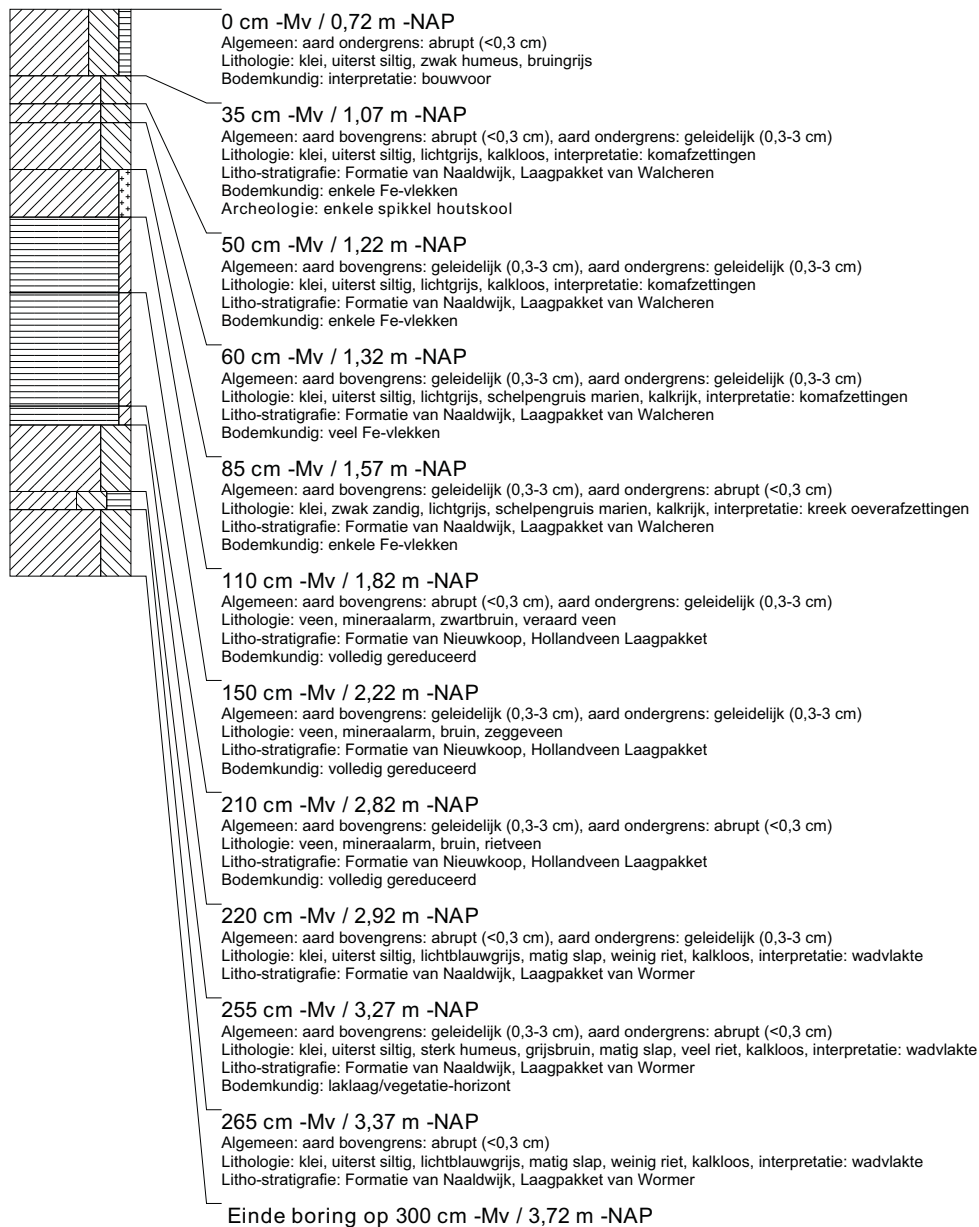 0 cm -Mv / 0,72 m -NAP
Algemeen: aard ondergrens: abrupt (<0,3 cm)
Lithologie: klei, uiterst siltig, zwak humeus, bruingrijs
Bodemkundig: interpretatie: bouwvoor
35 cm -Mv / 1,07 m -NAP
Algemeen: aard bovengrens: abrupt (<0,3 cm), aard ondergrens: geleidelijk (0,3-3 cm)
Lithologie: klei, uiterst siltig, lichtgrijs, kalkloos, interpretatie: komafzettingen
Litho-stratigrafie: Formatie van Naaldwijk, Laagpakket van Walcheren
Bodemkundig: enkele Fe-vlekken
Archeologie: enkele spikkel houtskool
50 cm -Mv / 1,22 m -NAP
Algemeen: aard bovengrens: geleidelijk (0,3-3 cm), aard ondergrens: geleidelijk (0,3-3 cm)
Lithologie: klei, uiterst siltig, lichtgrijs, kalkloos, interpretatie: komafzettingen
Litho-stratigrafie: Formatie van Naaldwijk, Laagpakket van Walcheren
Bodemkundig: enkele Fe-vlekken
60 cm -Mv / 1,32 m -NAP
Algemeen: aard bovengrens: geleidelijk (0,3-3 cm), aard ondergrens: geleidelijk (0,3-3 cm)
Lithologie: klei, uiterst siltig, lichtgrijs, schelpengruis marien, kalkrijk, interpretatie: komafzettingen
Litho-stratigrafie: Formatie van Naaldwijk, Laagpakket van Walcheren
Bodemkundig: veel Fe-vlekken
85 cm -Mv / 1,57 m -NAP
Algemeen: aard bovengrens: geleidelijk (0,3-3 cm), aard ondergrens: abrupt (<0,3 cm)
Lithologie: klei, zwak zandig, lichtgrijs, schelpengruis marien, kalkrijk, interpretatie: kreek oeverafzettingen
Litho-stratigrafie: Formatie van Naaldwijk, Laagpakket van Walcheren
Bodemkundig: enkele Fe-vlekken
110 cm -Mv / 1,82 m -NAP
Algemeen: aard bovengrens: abrupt (<0,3 cm), aard ondergrens: geleidelijk (0,3-3 cm)
Lithologie: veen, mineraalarm, zwartbruin, veraard veen
Litho-stratigrafie: Formatie van Nieuwkoop, Hollandveen Laagpakket
Bodemkundig: volledig gereduceerd
150 cm -Mv / 2,22 m -NAP
Algemeen: aard bovengrens: geleidelijk (0,3-3 cm), aard ondergrens: geleidelijk (0,3-3 cm)
Lithologie: veen, mineraalarm, bruin, zeggeveen
Litho-stratigrafie: Formatie van Nieuwkoop, Hollandveen Laagpakket
Bodemkundig: volledig gereduceerd
210 cm -Mv / 2,82 m -NAP
Algemeen: aard bovengrens: geleidelijk (0,3-3 cm), aard ondergrens: abrupt (<0,3 cm)
Lithologie: veen, mineraalarm, bruin, rietveen
Litho-stratigrafie: Formatie van Nieuwkoop, Hollandveen Laagpakket
Bodemkundig: volledig gereduceerd
220 cm -Mv / 2,92 m -NAP
Algemeen: aard bovengrens: abrupt (<0,3 cm), aard ondergrens: geleidelijk (0,3-3 cm)
Lithologie: klei, uiterst siltig, lichtblauwgrijs, matig slap, weinig riet, kalkloos, interpretatie: wadvlakte
Litho-stratigrafie: Formatie van Naaldwijk, Laagpakket van Wormer
255 cm -Mv / 3,27 m -NAP
Algemeen: aard bovengrens: geleidelijk (0,3-3 cm), aard ondergrens: abrupt (<0,3 cm)
Lithologie: klei, uiterst siltig, sterk humeus, grijsbruin, matig slap, veel riet, kalkloos, interpretatie: wadvlakte
Litho-stratigrafie: Formatie van Naaldwijk, Laagpakket van Wormer
Bodemkundig: laklaag/vegetatie-horizont
265 cm -Mv / 3,37 m -NAP
Algemeen: aard bovengrens: abrupt (<0,3 cm)
Lithologie: klei, uiterst siltig, lichtblauwgrijs, matig slap, weinig riet, kalkloos, interpretatie: wadvlakte
Litho-stratigrafie: Formatie van Naaldwijk, Laagpakket van Wormer
Einde boring op 300 cm -Mv / 3,72 m -NAP